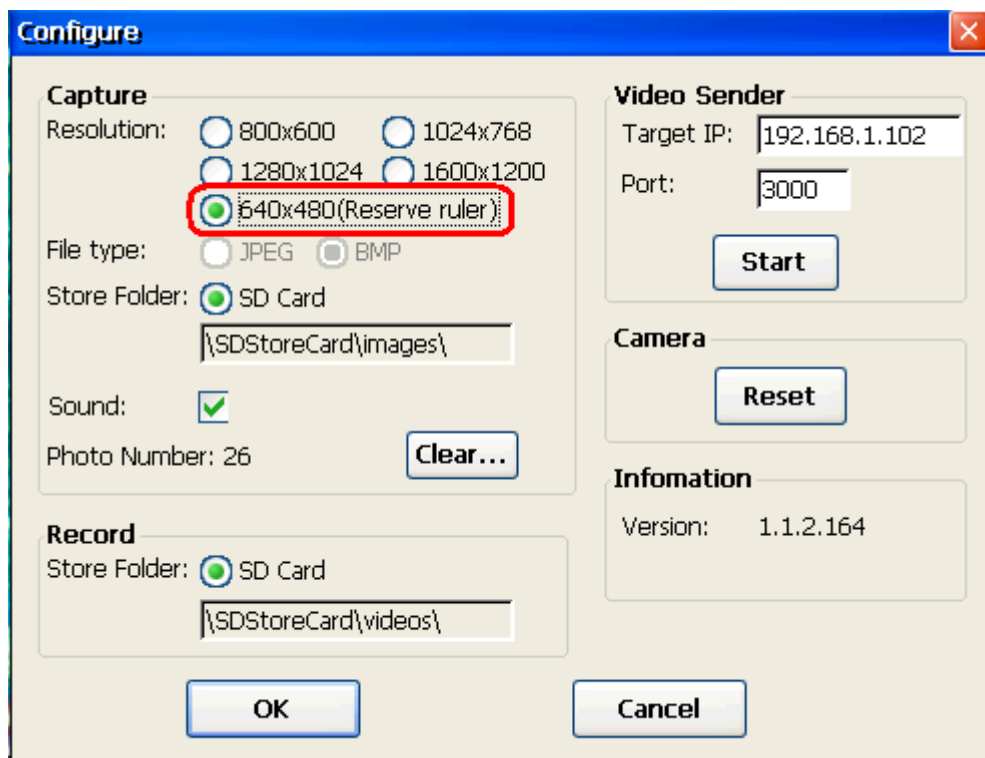 Configure
Capture
Resolution: 800x600 1024x768
1280x1024 1600x1200
640x480(Reserve ruler)
File type: JPEG BMP
Store Folder: SD Card
\SDStoreCard\images\
Sound:
Photo Number: 26 Clear...
Record
Store Folder: SD Card
\SDStoreCard\videos\
Video Sender
Target IP: 192.168.1.102
Port: 3000
Start
Camera
Reset
Infomation
Version: 1.1.2.164
OK Cancel